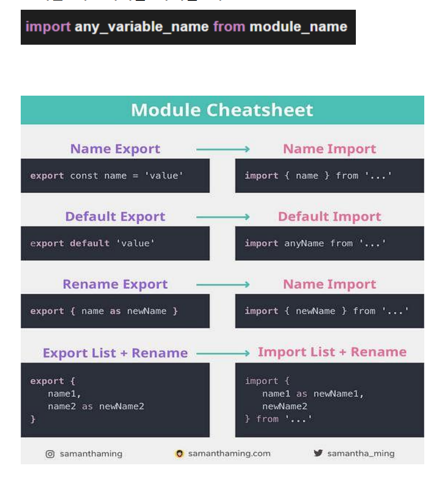 import any_variable_name from module_name
Module Cheatsheet
Name Export
Name Import
export const name = 'value'
import { name } from '...'
Default Export
Default Import
export default 'value'
import anyName from '...'
Rename Export
Name Import
export { name as newName }
import { newName } from '...'
Export List + Rename
Import List + Rename
export {
name1,
name2 as newName2
}
import {
name1 as newName1,
newName2
} from '...'
samanthaming
samanthaming.com
samantha_ming